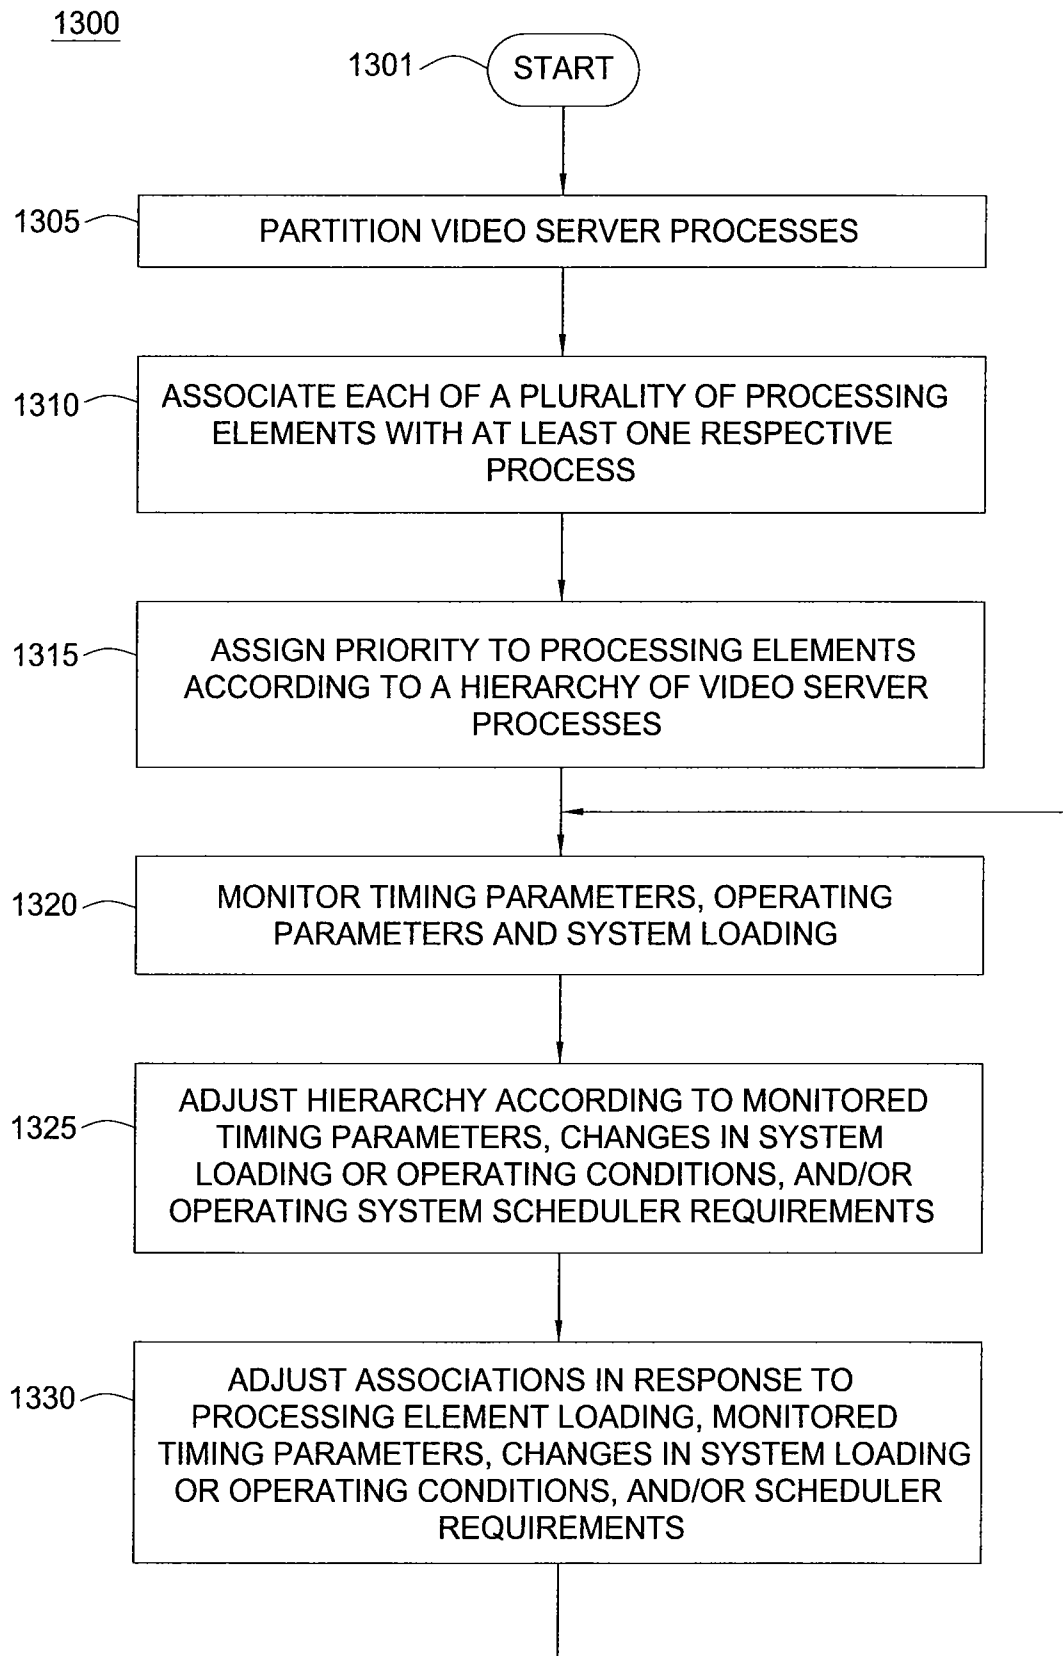 1300
1301
START
1305
PARTITION VIDEO SERVER PROCESSES
1310
ASSOCIATE EACH OF A PLURALITY OF PROCESSING
ELEMENTS WITH AT LEAST ONE RESPECTIVE
PROCESS
1315
ASSIGN PRIORITY TO PROCESSING ELEMENTS
ACCORDING TO A HIERARCHY OF VIDEO SERVER
PROCESSES
1320
MONITOR TIMING PARAMETERS, OPERATING
PARAMETERS AND SYSTEM LOADING
1325
ADJUST HIERARCHY ACCORDING TO MONITORED
TIMING PARAMETERS, CHANGES IN SYSTEM
LOADING OR OPERATING CONDITIONS, AND/OR
OPERATING SYSTEM SCHEDULER REQUIREMENTS
1330
ADJUST ASSOCIATIONS IN RESPONSE TO
PROCESSING ELEMENT LOADING, MONITORED
TIMING PARAMETERS, CHANGES IN SYSTEM LOADING
OR OPERATING CONDITIONS, AND/OR SCHEDULER
REQUIREMENTS